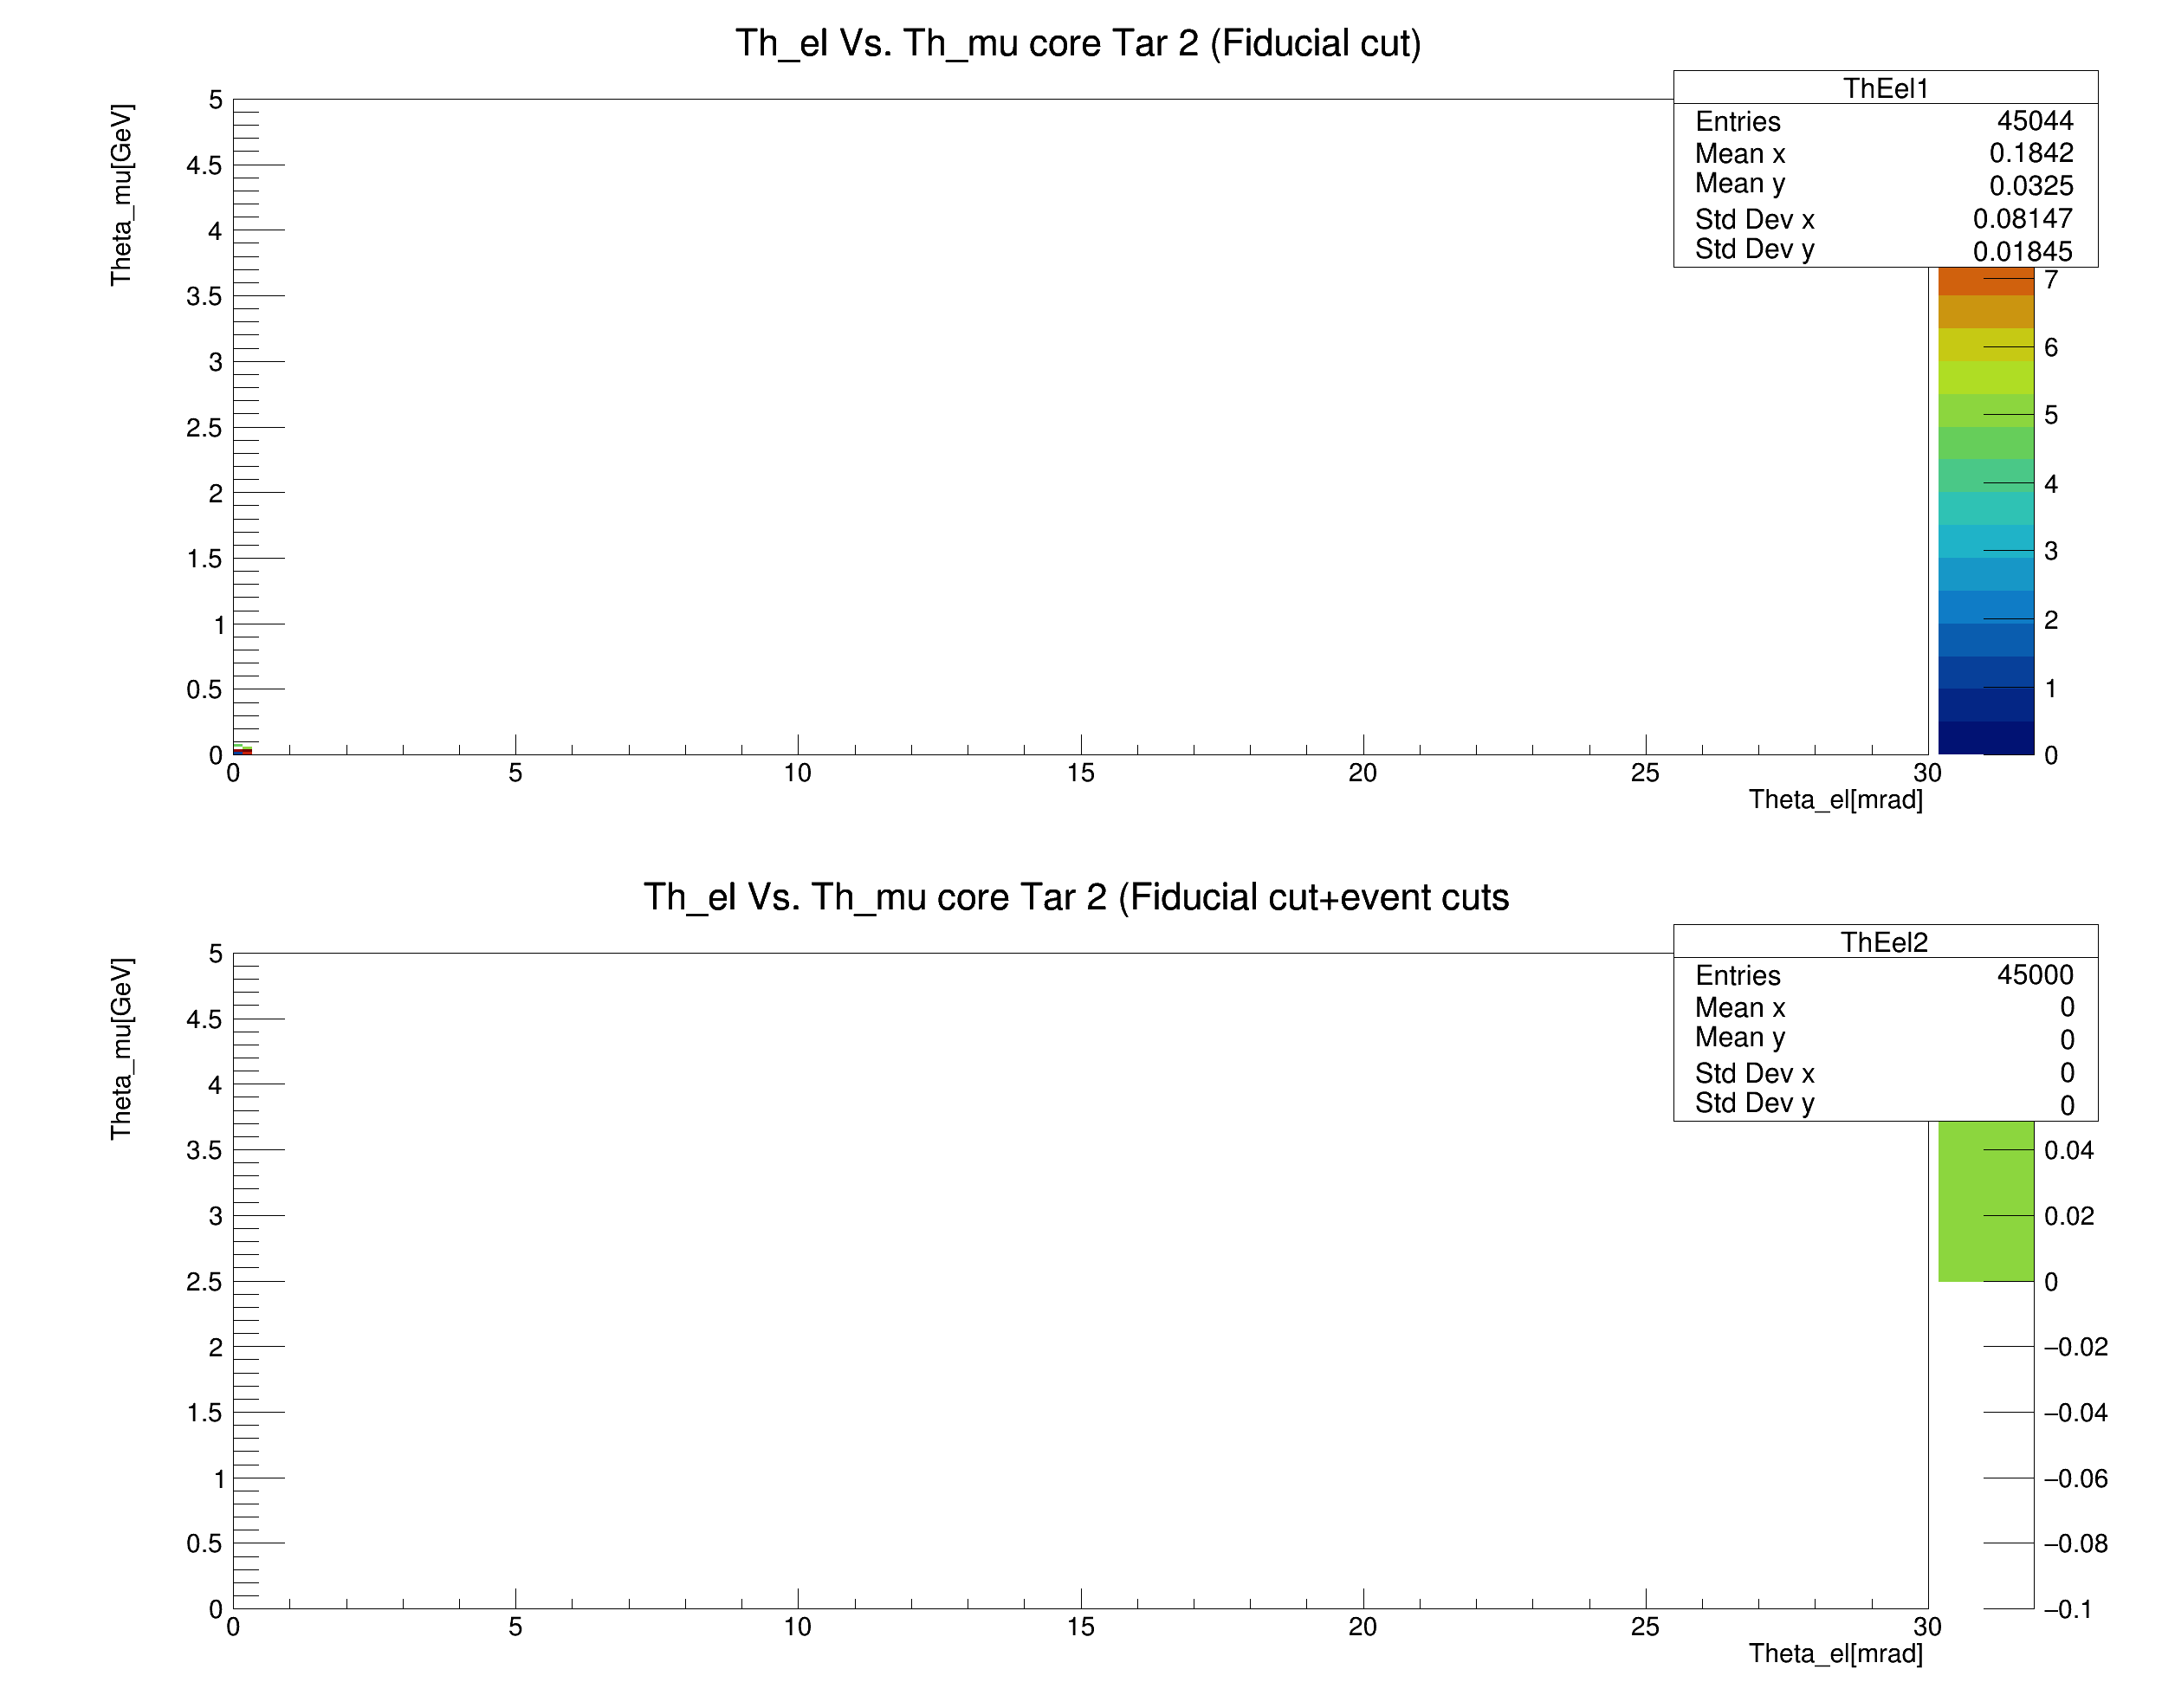 Th_el Vs. Th_mu core Tar 2 (Fiducial cut)
ThEel1
Entries 45044
Mean x 0.1842
Mean y 0.0325
Std Dev x 0.08147
Std Dev y 0.01845
Theta_mu[GeV]
5
4.5
4
3.5
3
2.5
2
1.5
1
0.5
0
0 5 10 15 20 25 30
Theta_el[mrad]
7
6
5
4
3
2
1
0
Th_el Vs. Th_mu core Tar 2 (Fiducial cut+event cuts
ThEel2
Entries 45000
Mean x 0
Mean y 0
Std Dev x 0
Std Dev y 0
Theta_mu[GeV]
5
4.5
4
3.5
3
2.5
2
1.5
1
0.5
0
0 5 10 15 20 25 30
Theta_el[mrad]
0.04
0.02
0
−0.02
−0.04
−0.06
−0.08
−0.1